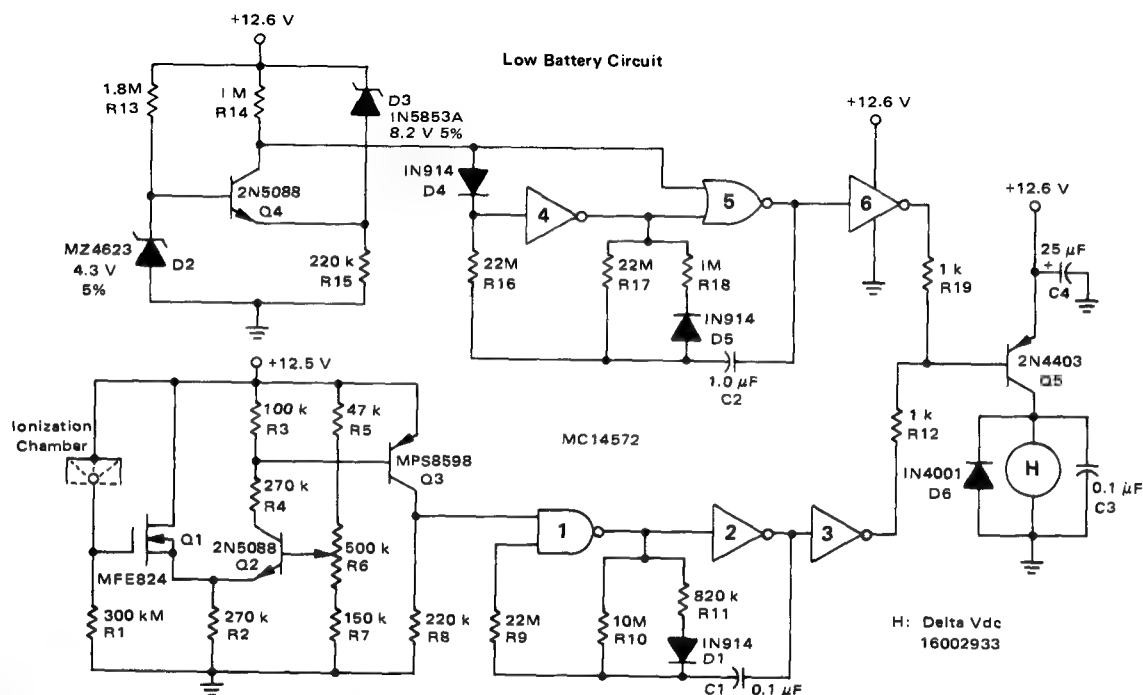 +12.6 V
Low Battery Circuit
1.8M
R13
1 M
R14
D3
IN5853A
8.2 V 5%
+12.6 V
IN914
D4
2N5088
Q4
4
5
6
+12.6 V
MZ4623
4.3 V
5%
D2
220 k
R15
22M
R16
22M
R17
1M
R18
IN914
D5
1 k
R19
25 μF
+
C4
1.0 μF
C2
2N4403
Q5
+12.5 V
Ionization
Chamber
100 k
R3
47 k
R5
MC14572
1 k
R12
MPS8598
Q3
270 k
R4
IN4001
D6
H
0.1 μF
C3
Q1
MFE824
2N5088
Q2
500 k
R6
1
2
3
300 kM
R1
270 k
R2
150 k
R7
220 k
R8
22M
R9
10M
R10
820 k
R11
IN914
D1
C1
0.1 μF
H: Delta Vdc
16002933